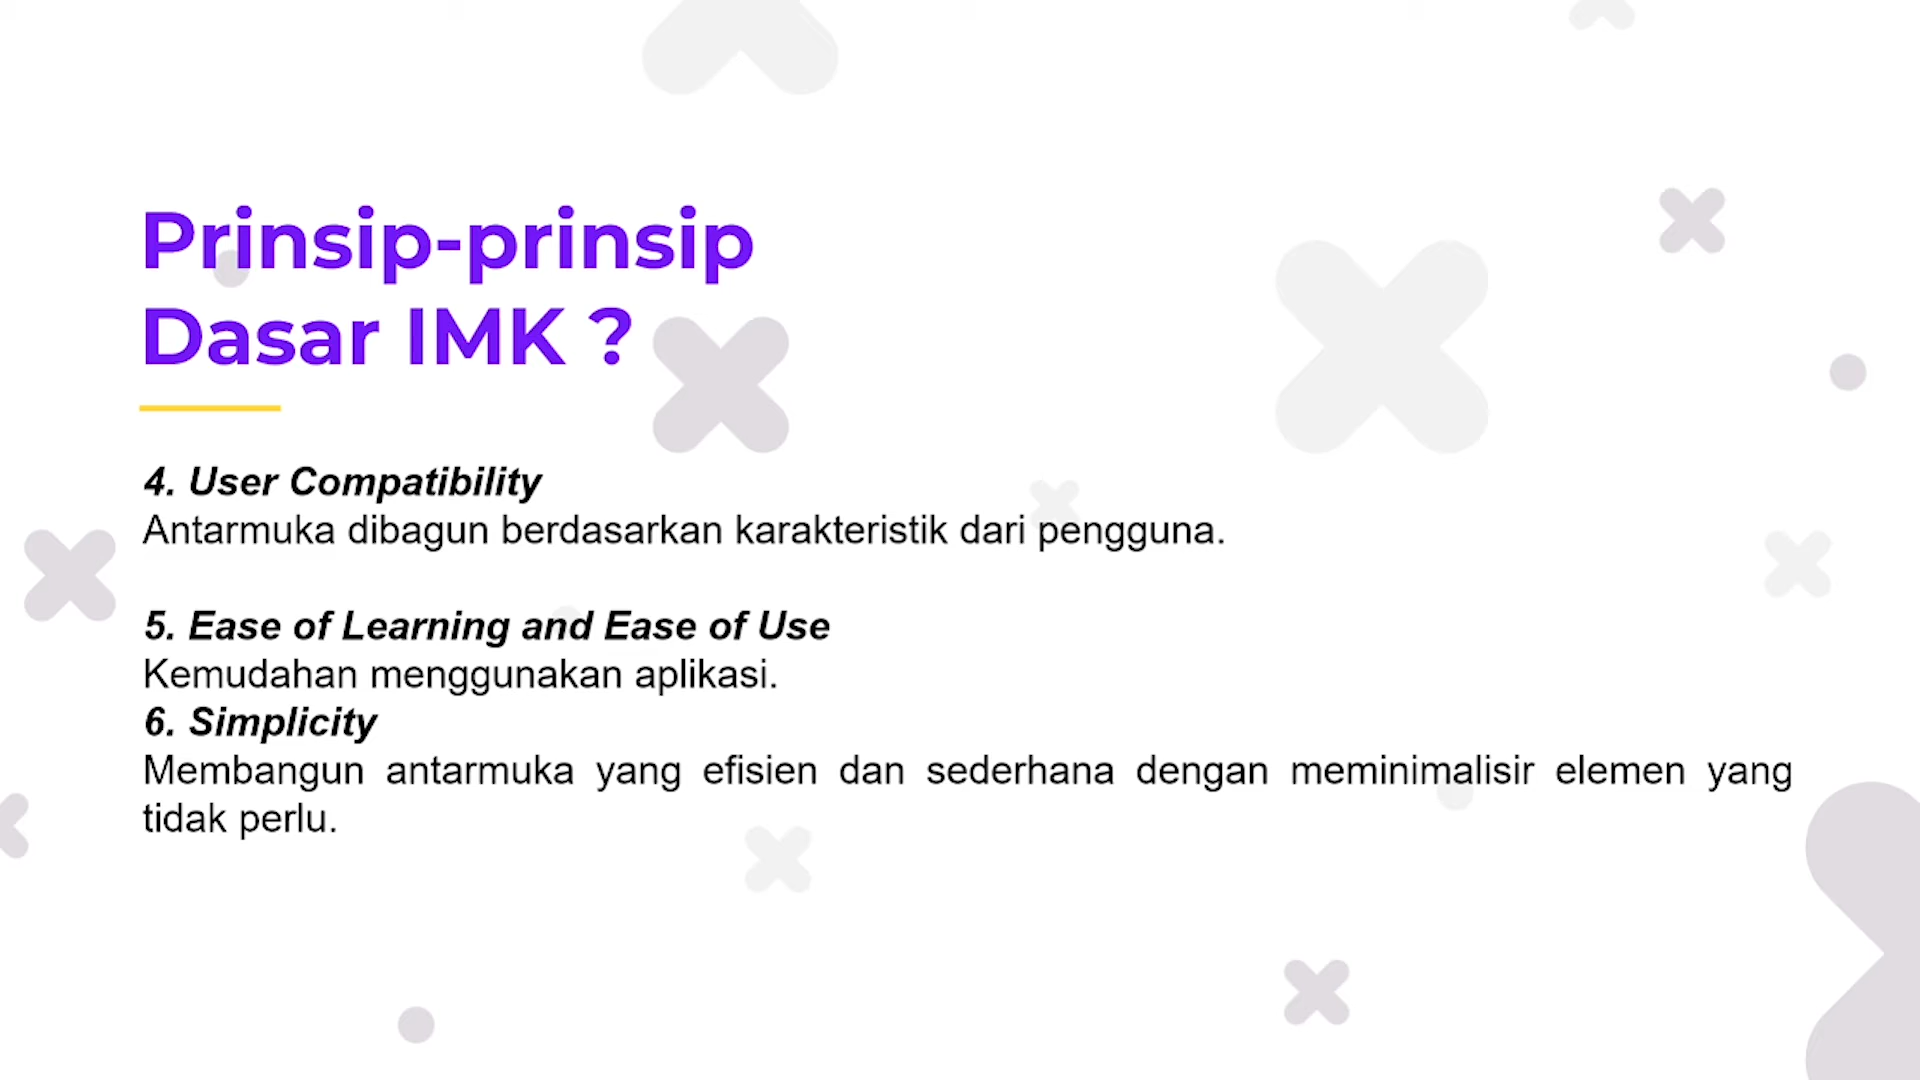 Prinsip-prinsip
Dasar IMK ?
4. User Compatibility
Antarmuka dibagun berdasarkan karakteristik dari pengguna.
5. Ease of Learning and Ease of Use
Kemudahan menggunakan aplikasi.
6. Simplicity
Membangun antarmuka yang efisien dan sederhana dengan meminimalisir elemen yang
tidak perlu.